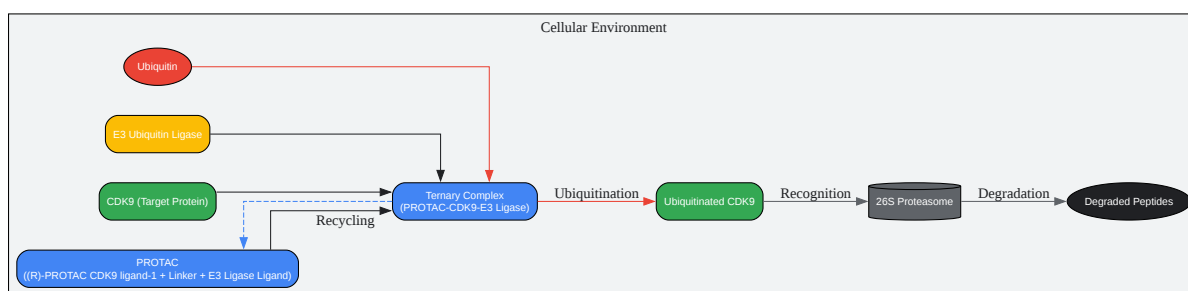 Cellular Environment
Ubiquitin
E3 Ubiquitin Ligase
CDK9 (Target Protein)
Ternary Complex
(PROTAC-CDK9-E3 Ligase)
Ubiquitination
Ubiquitinated CDK9
Recognition
26S Proteasome
Degradation
Degraded Peptides
Recycling
PROTAC
((R)-PROTAC CDK9 ligand-1 + Linker + E3 Ligase Ligand)